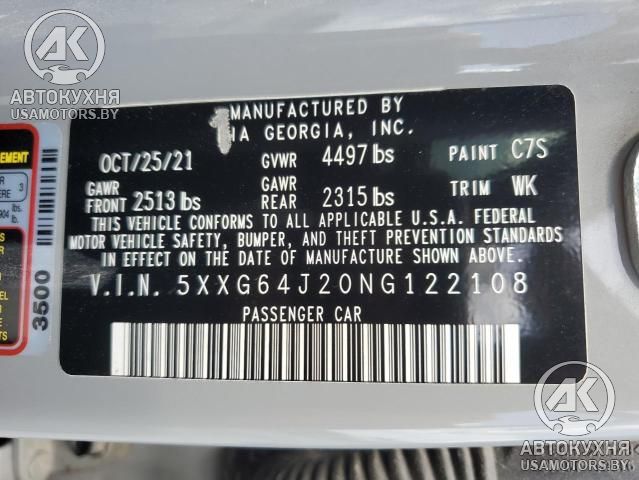 AK
АВТОКУХНЯ
USAMOTORS.BY
MANUFACTURED BY
IA GEORGIA, INC.
OCT/25/21
GVWR 4497 lbs
PAINT C7S
GAWR FRONT 2513 lbs
GAWR REAR 2315 lbs
TRIM WK
THIS VEHICLE CONFORMS TO ALL APPLICABLE U.S.A. FEDERAL
MOTOR VEHICLE SAFETY, BUMPER, AND THEFT PREVENTION STANDARDS
IN EFFECT ON THE DATE OF MANUFACTURE SHOWN ABOVE.
V.I.N. 5XXG64J20NG122108
PASSENGER CAR
3500
AK
АВТОКУХНЯ
USAMOTORS.BY